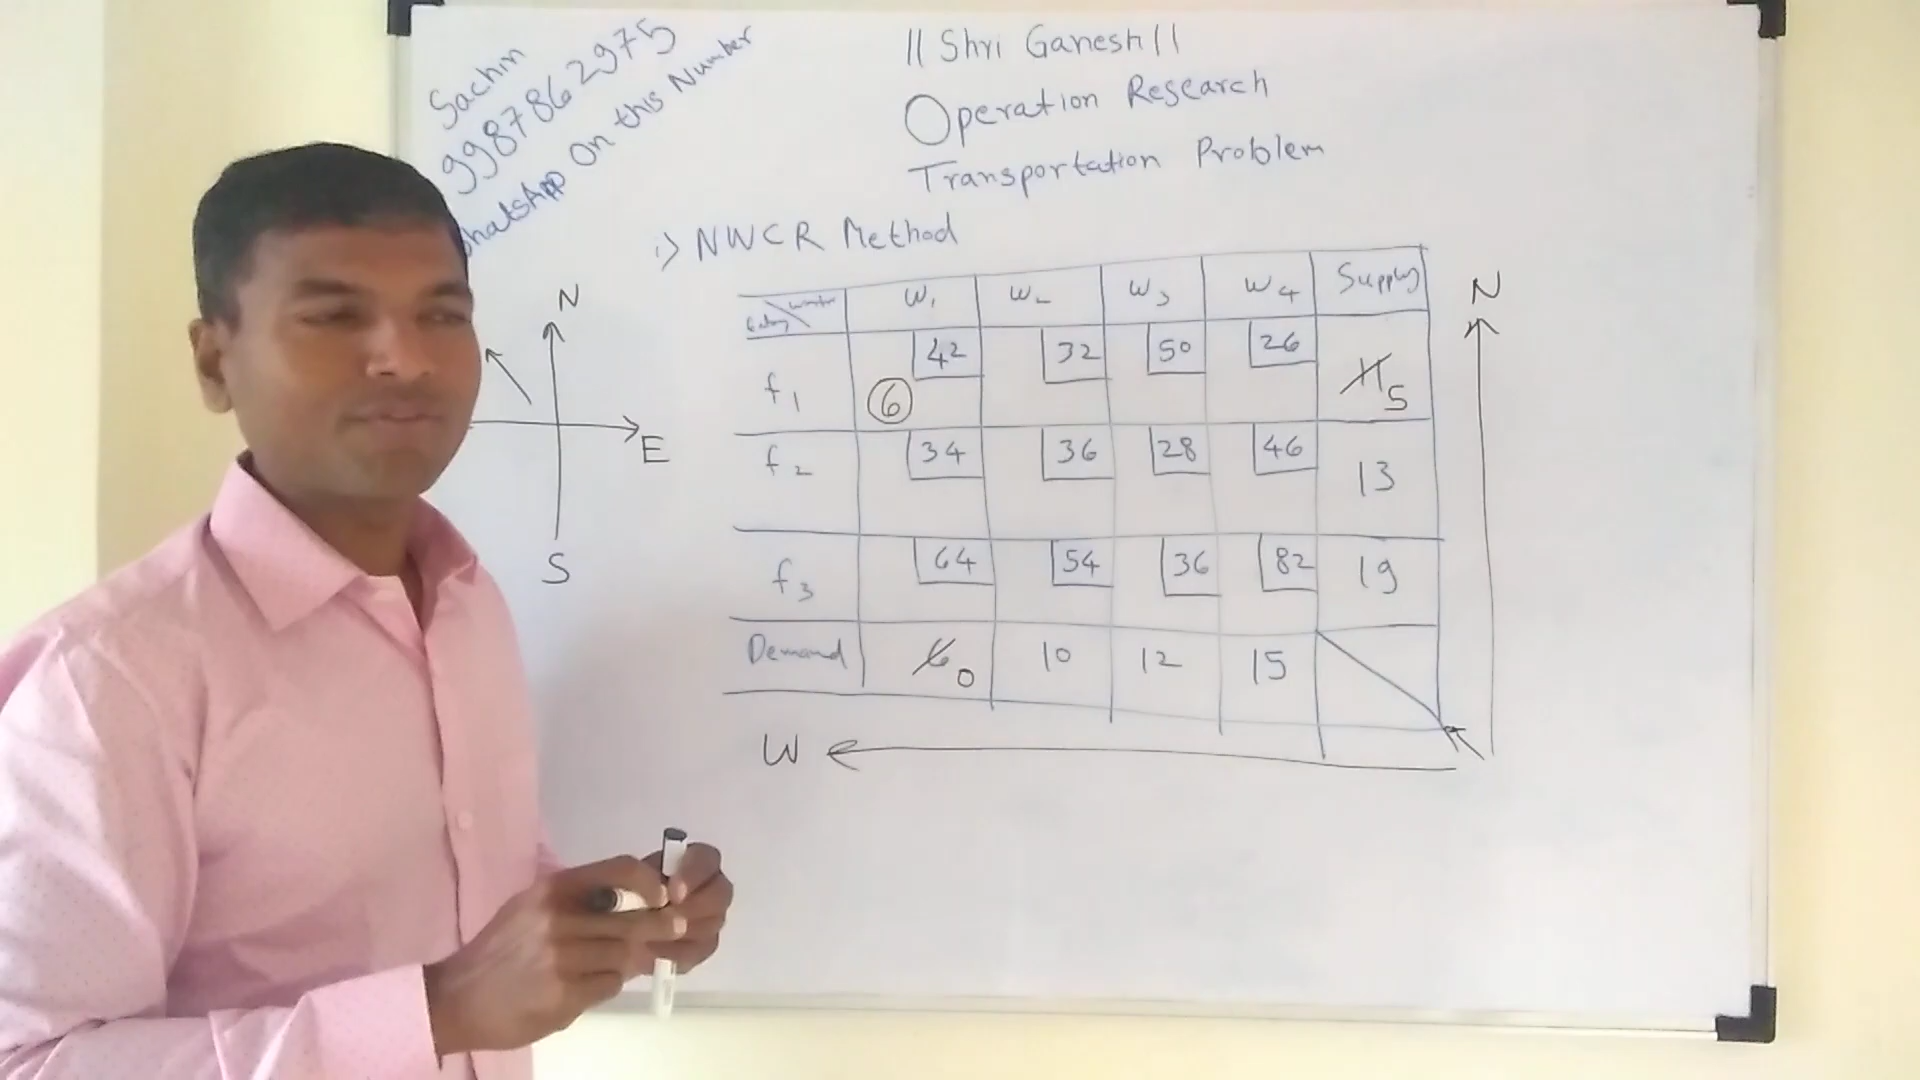 Sachin
9987862975
WhatsApp On this Number
|| Shri Ganesh ||
Operation Research
Transportation Problem
1) NWCR Method
N
E
S
W1 W2 W3 W4 Supply
f1 42 6 32 50 26 11 5
f2 34 36 28 46 13
f3 64 54 36 82 19
Demand 6 0 10 12 15
N
W